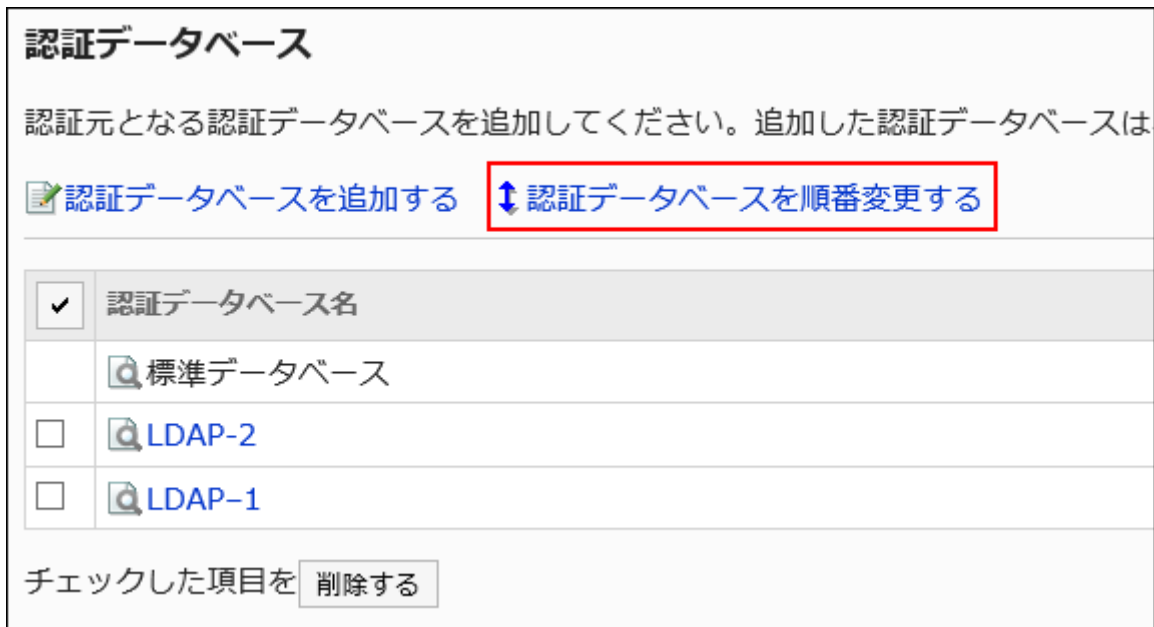 認証データベース
認証元となる認証データベースを追加してください。追加した認証データベースは
認証データベースを追加する 認証データベースを順番変更する
認証データベース名
標準データベース
LDAP-2
LDAP–1
チェックした項目を 削除する